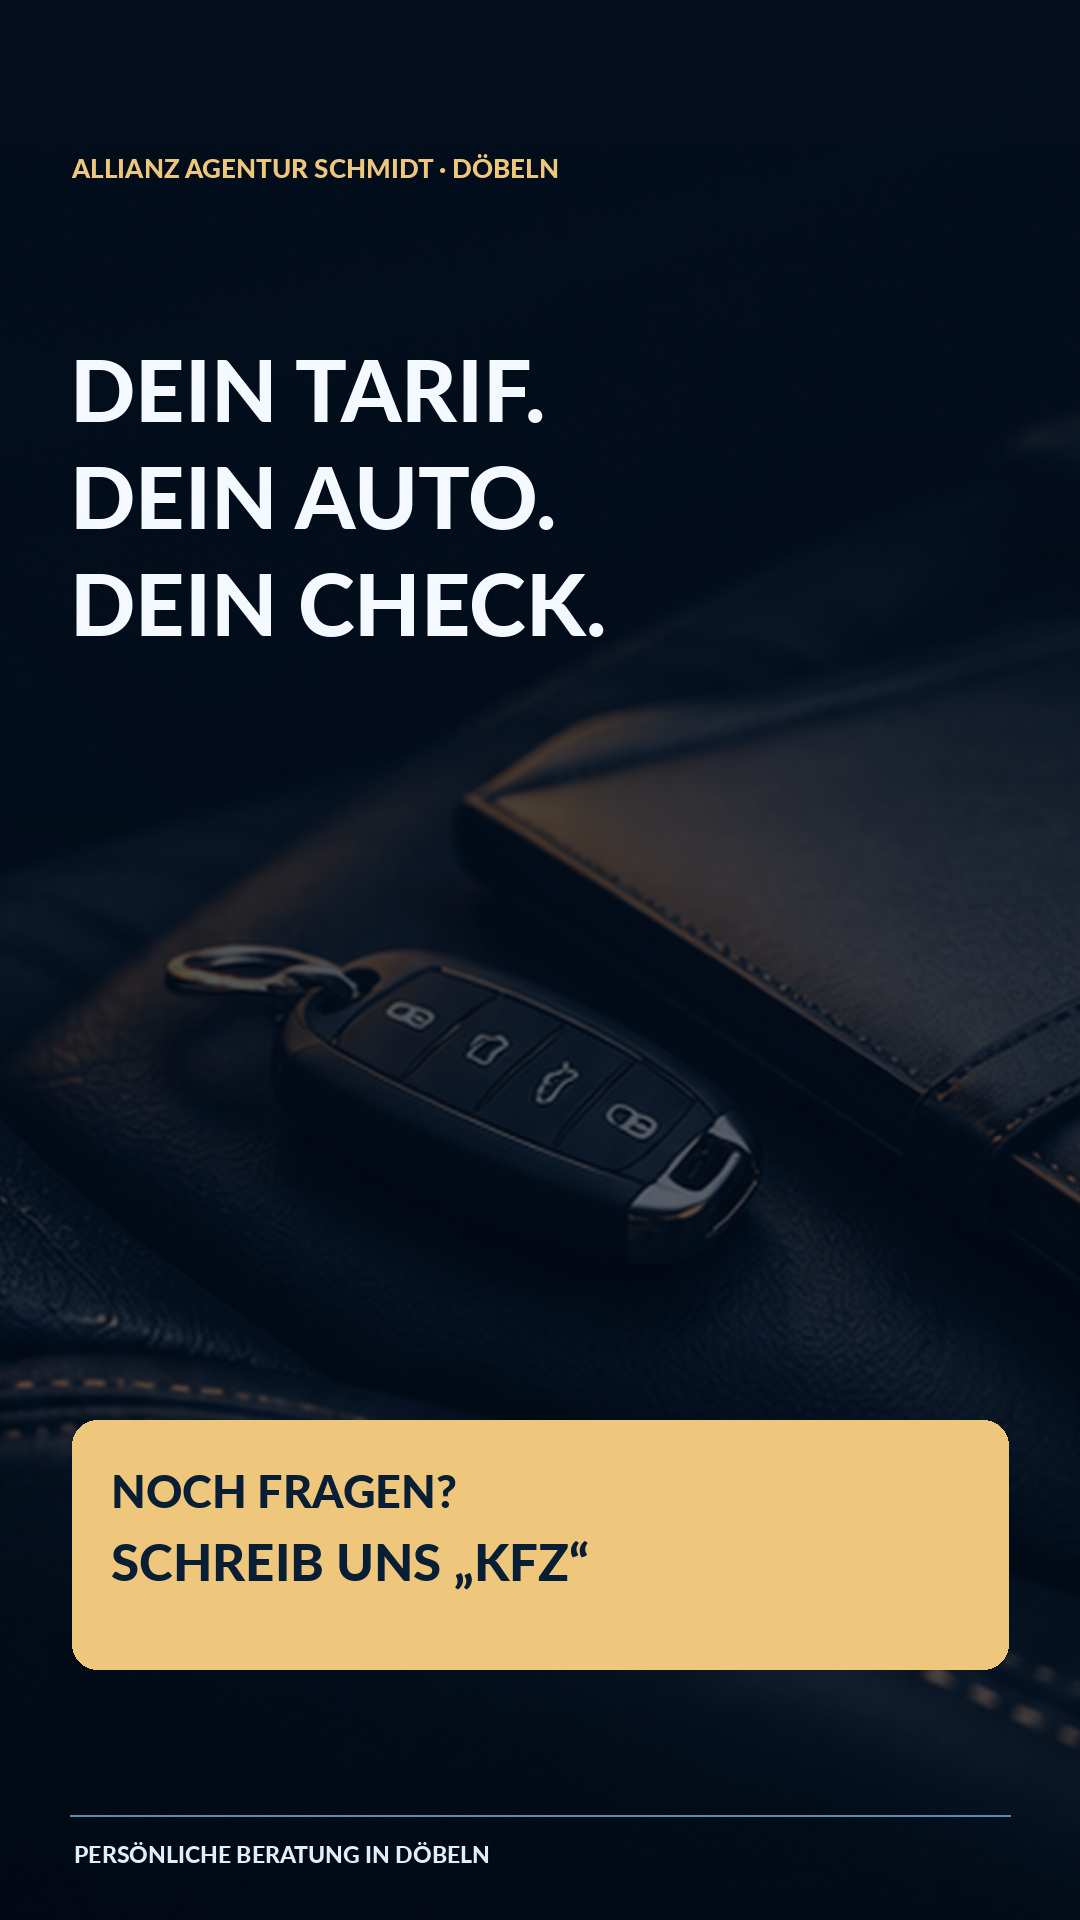 ALLIANZ AGENTUR SCHMIDT · DÖBELN
DEIN TARIF.
DEIN AUTO.
DEIN CHECK.
NOCH FRAGEN?
SCHREIB UNS „KFZ“
PERSÖNLICHE BERATUNG IN DÖBELN